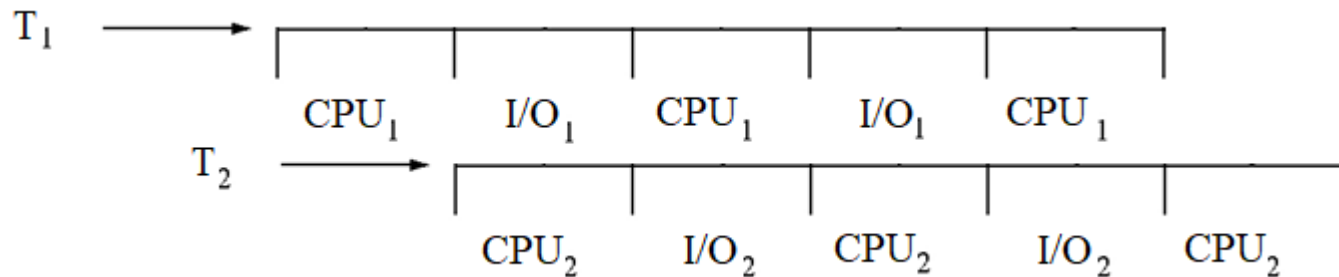 T₁
CPU₁ I/O₁ CPU₁ I/O₁ CPU₁
T₂
CPU₂ I/O₂ CPU₂ I/O₂ CPU₂